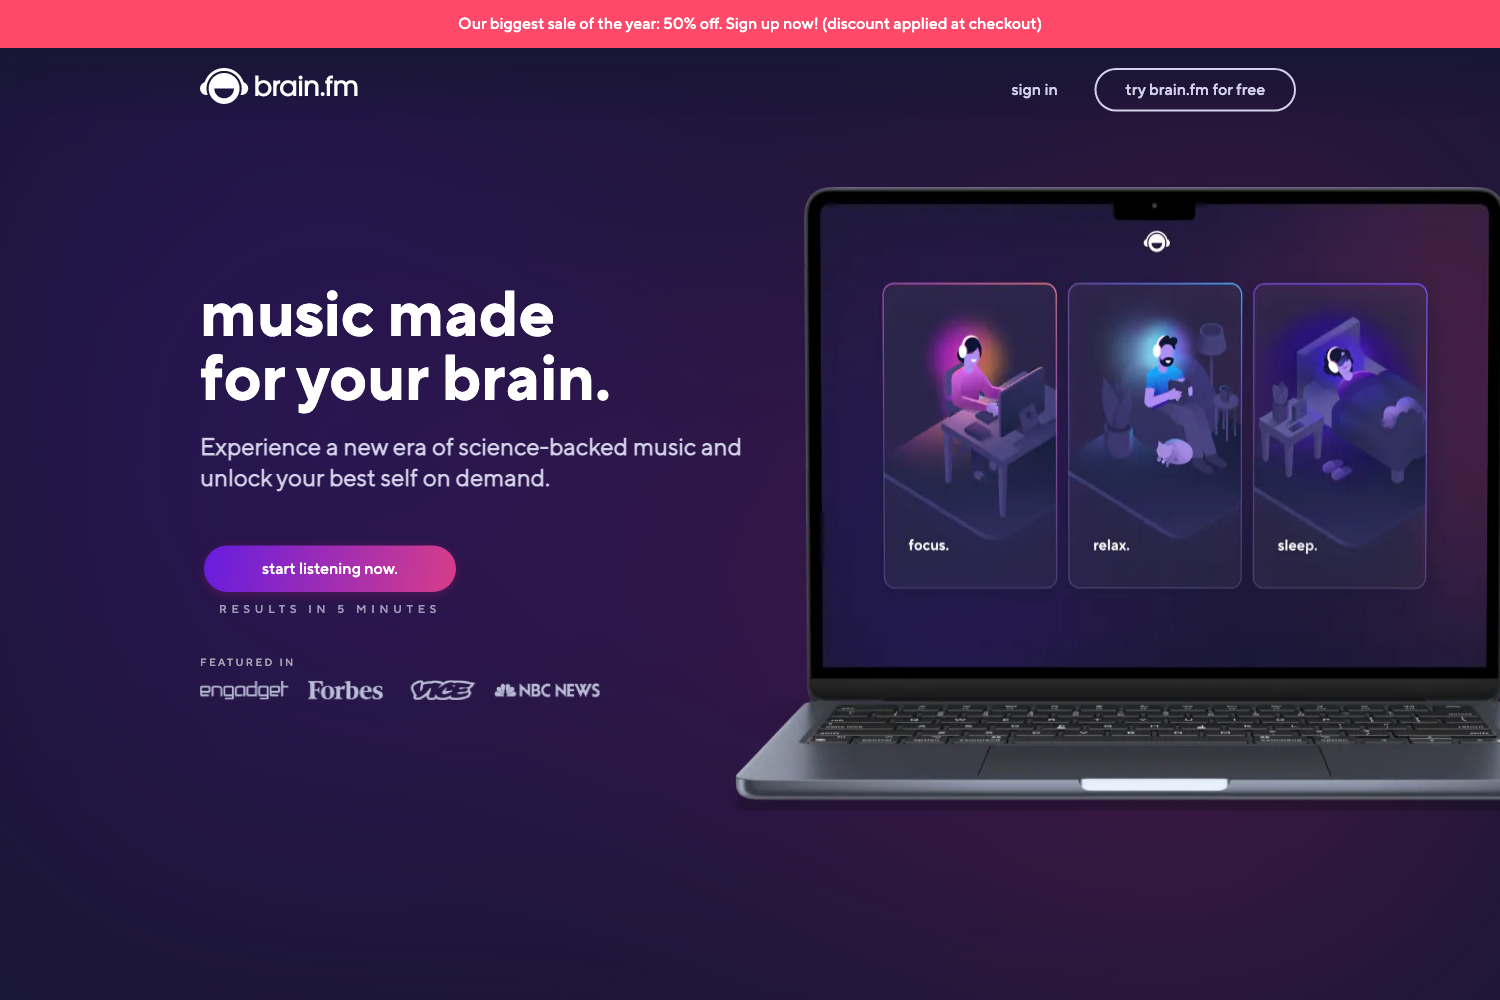 Our biggest sale of the year: 50% off. Sign up now! (discount applied at checkout)
brain.fm
sign in
try brain.fm for free
music made
for your brain.
Experience a new era of science-backed music and
unlock your best self on demand.
start listening now.
RESULTS IN 5 MINUTES
FEATURED IN
engadget Forbes VICE NBC NEWS
focus.
relax.
sleep.